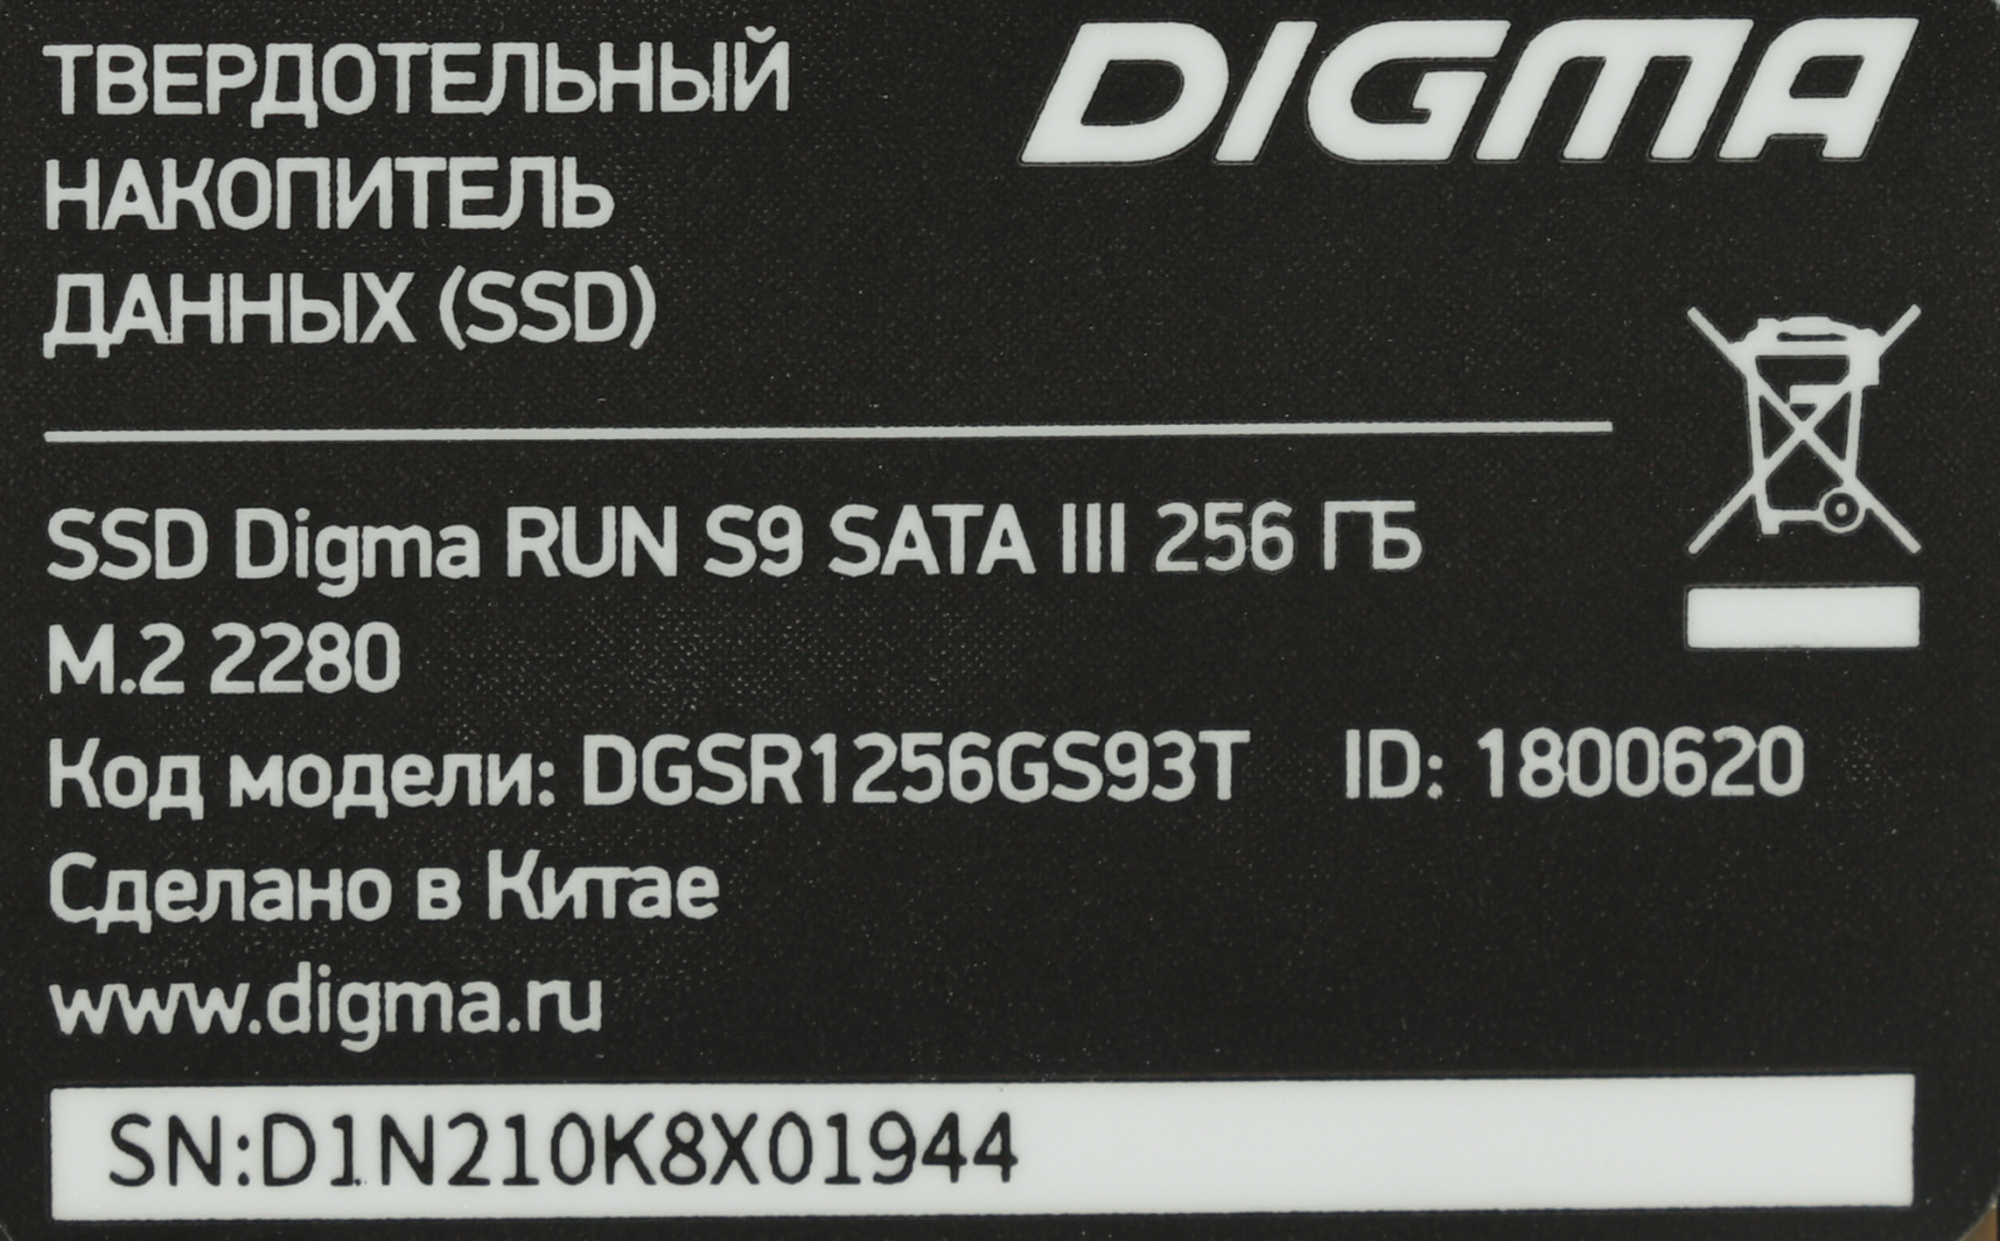 ТВЕРДОТЕЛЬНЫЙ
НАКОПИТЕЛЬ
ДАННЫХ (SSD)
DIGMA
SSD Digma RUN S9 SATA III 256 ГБ
M.2 2280
Код модели: DGSR1256GS93T ID: 1800620
Сделано в Китае
www.digma.ru
SN:D1N210K8X01944